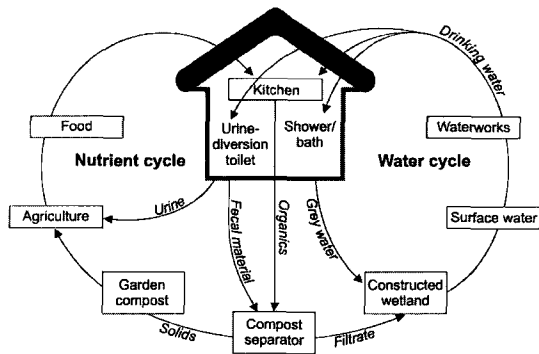 Drinking water
Kitchen
Food
Urine-
diversion
toilet
Shower/
bath
Waterworks
Nutrient cycle
Water cycle
Agriculture
Urine
Fecal material
Organics
Grey water
Surface water
Garden
compost
Constructed
wetland
Solids
Compost
separator
Filtrate